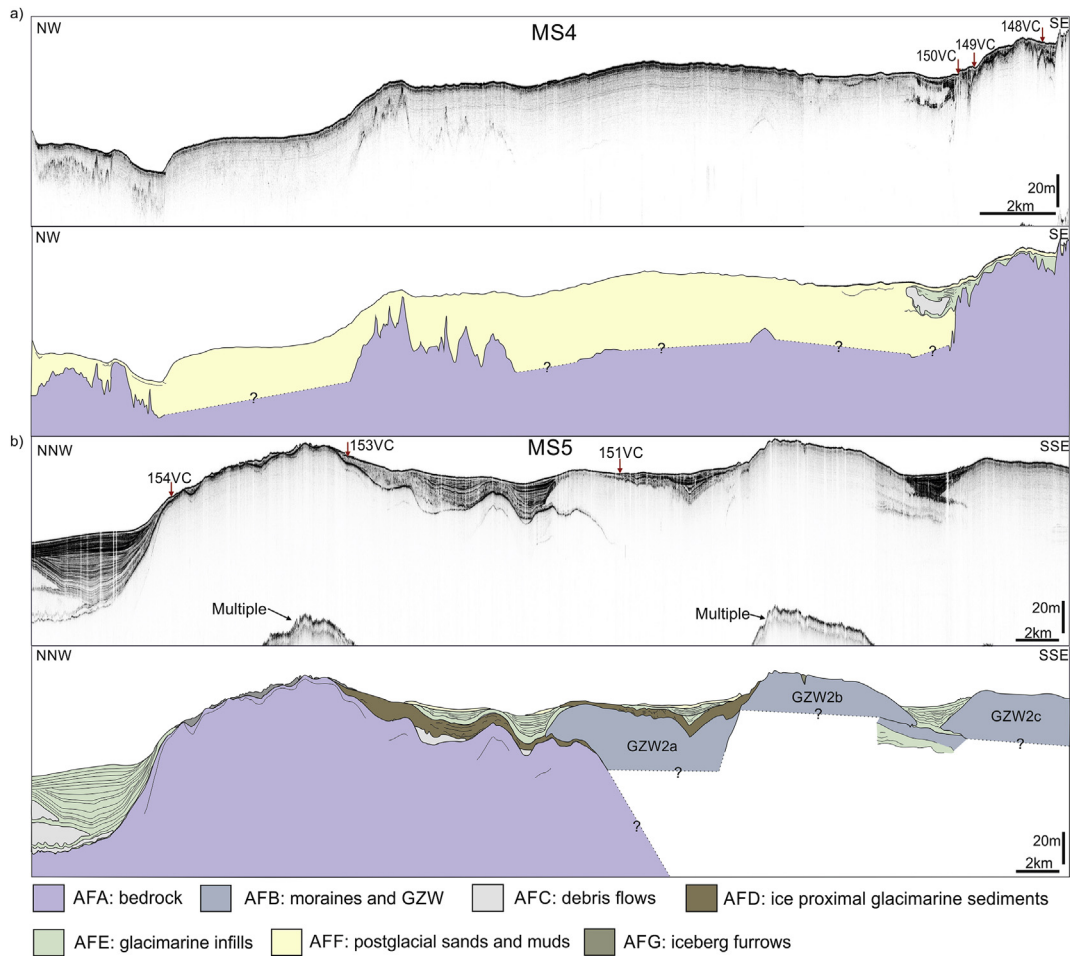 a)
NW
MS4
148VC
SE
150VC
149VC
20m
2km
NW
SE
?
?
?
?
?
b)
NNW
MS5
SSE
153VC
154VC
151VC
Multiple
Multiple
20m
2km
NNW
SSE
GZW2b
?
GZW2c
GZW2a
?
?
?
20m
2km
AFA: bedrock
AFB: moraines and GZW
AFC: debris flows
AFD: ice proximal glacimarine sediments
AFE: glacimarine infills
AFF: postglacial sands and muds
AFG: iceberg furrows